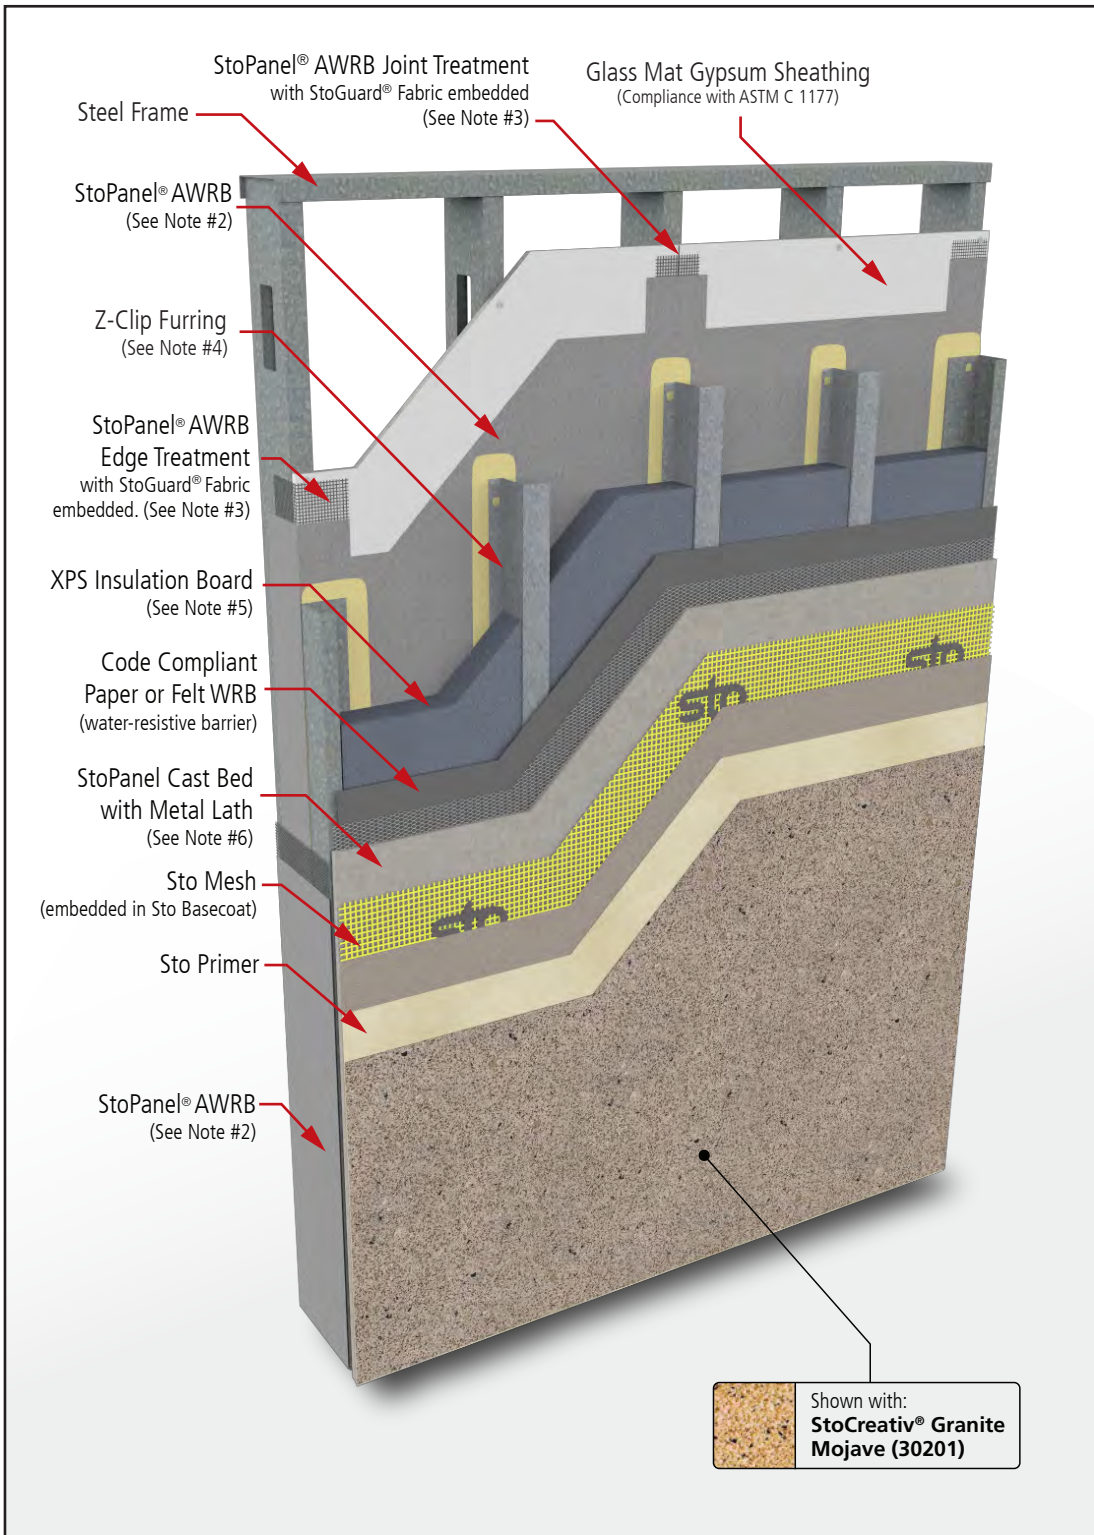 StoPanel® AWRB Joint Treatment
with StoGuard® Fabric embedded
(See Note #3)
Glass Mat Gypsum Sheathing
(Compliance with ASTM C 1177)
Steel Frame
StoPanel® AWRB
(See Note #2)
Z-Clip Furring
(See Note #4)
StoPanel® AWRB
Edge Treatment
with StoGuard® Fabric
embedded. (See Note #3)
XPS Insulation Board
(See Note #5)
Code Compliant
Paper or Felt WRB
(water-resistive barrier)
StoPanel Cast Bed
with Metal Lath
(See Note #6)
Sto Mesh
(embedded in Sto Basecoat)
Sto Primer
StoPanel® AWRB
(See Note #2)
sto
sto
sto
Shown with:
StoCreativ® Granite
Mojave (30201)